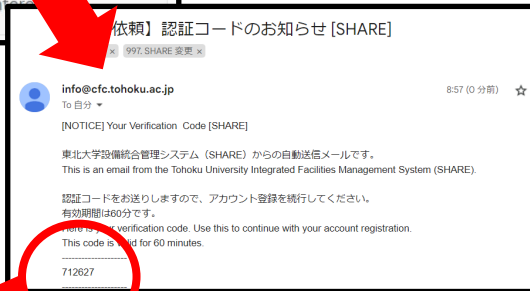 依頼】認証コードのお知らせ [SHARE]
× 997. SHARE 変更 ×
info@cfc.tohoku.ac.jp 8:57 (0 分前)
To 自分
[NOTICE] Your Verification Code [SHARE]
東北大学設備統合管理システム（SHARE）からの自動送信メールです。
This is an email from the Tohoku University Integrated Facilities Management System (SHARE).
認証コードをお送りしますので、アカウント登録を続行してください。
有効期間は60分です。
Here is your verification code. Use this to continue with your account registration.
This code is valid for 60 minutes.
--------------------
712627
--------------------